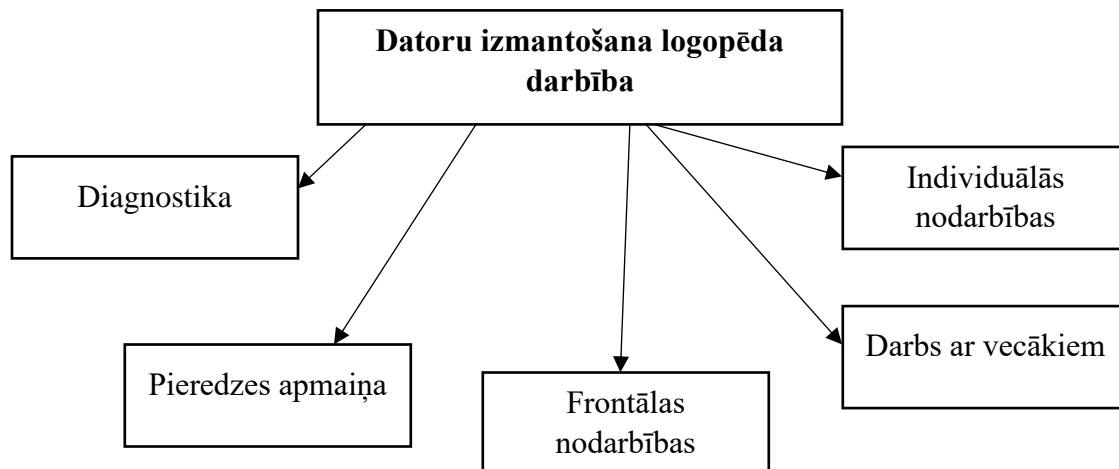 Datoru izmantošana logopēda
darbība
Diagnostika
Individuālās
nodarbības
Pieredzes apmaiņa
Frontālas
nodarbības
Darbs ar vecākiem